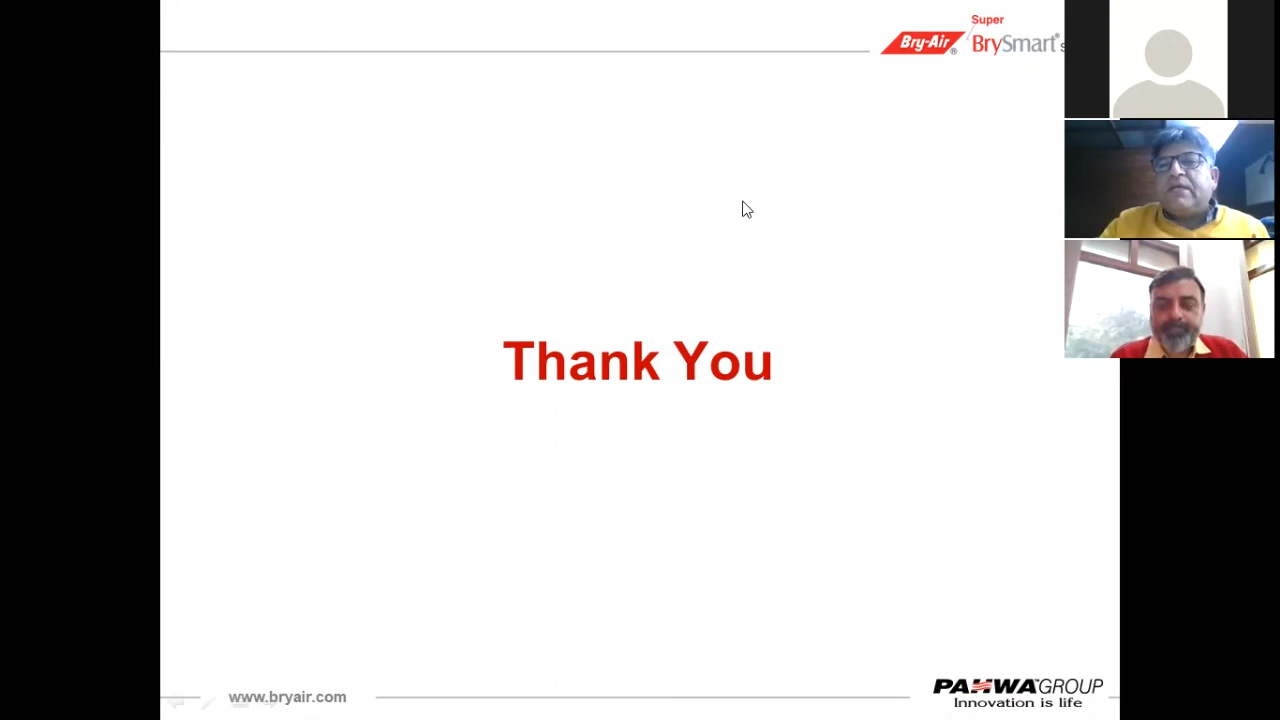 Super
Bry-Air® BrySmart® S
Thank You
www.bryair.com
PAHWA GROUP
Innovation is life